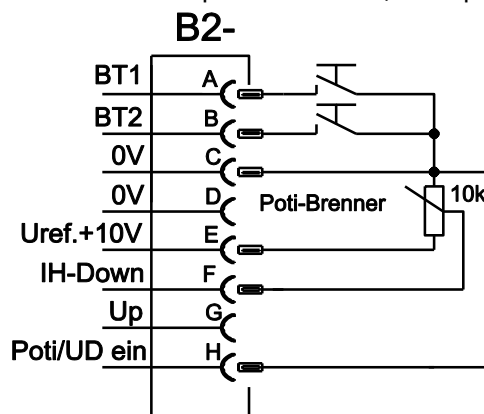 B2-
BT1 A
BT2 B
0V C
0V D
Poti-Brenner 10k
Uref.+10V E
IH-Down F
Up G
Poti/UD ein H